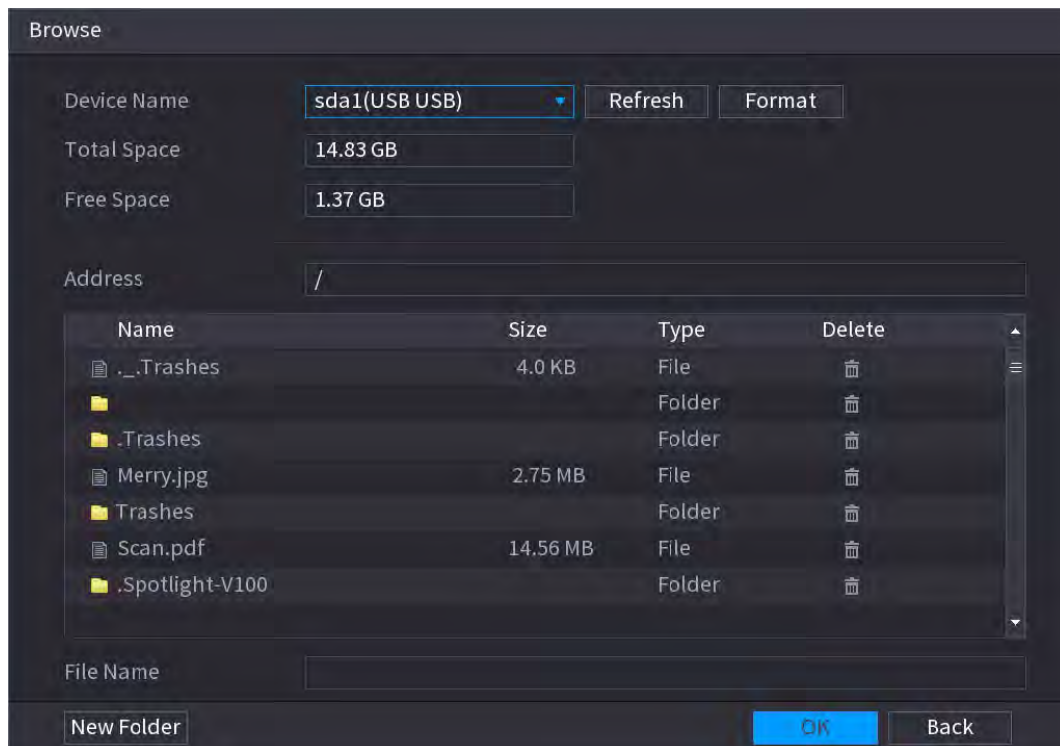 Browse
Device Name sda1(USB USB) Refresh Format
Total Space 14.83 GB
Free Space 1.37 GB
Address /
Name Size Type Delete
._.Trashes 4.0 KB File
Folder
.Trashes Folder
Merry.jpg 2.75 MB File
Trashes Folder
Scan.pdf 14.56 MB File
.Spotlight-V100 Folder
File Name
New Folder OK Back